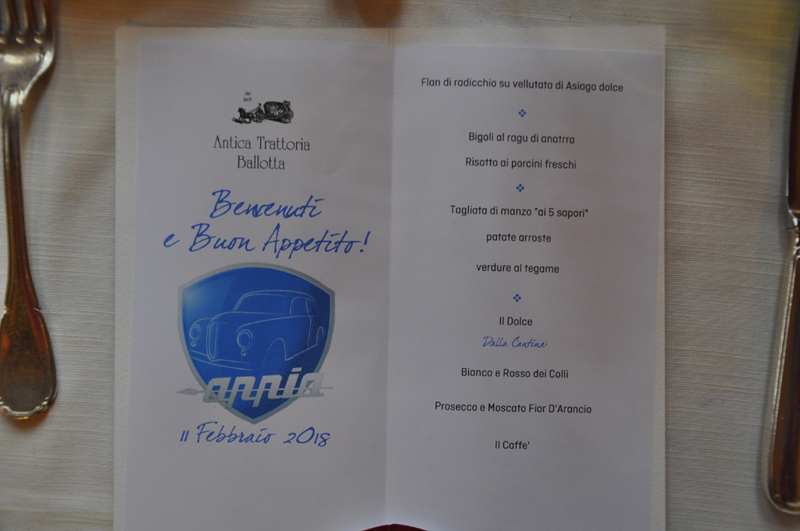 Antica Trattoria
Ballotta
Benvenuti
e Buon Appetito!
appia
11 Febbraio 2018
Flan di radicchio su vellutata di Asiago dolce
Bigoli al ragu di anatrra
Risotto ai porcini freschi
Tagliata di manzo "ai 5 sapori"
patate arroste
verdure al tegame
Il Dolce
Dalla Cantina:
Bianco e Rosso dei Colli
Prosecco e Moscato Fior D'Arancio
Il Caffe'